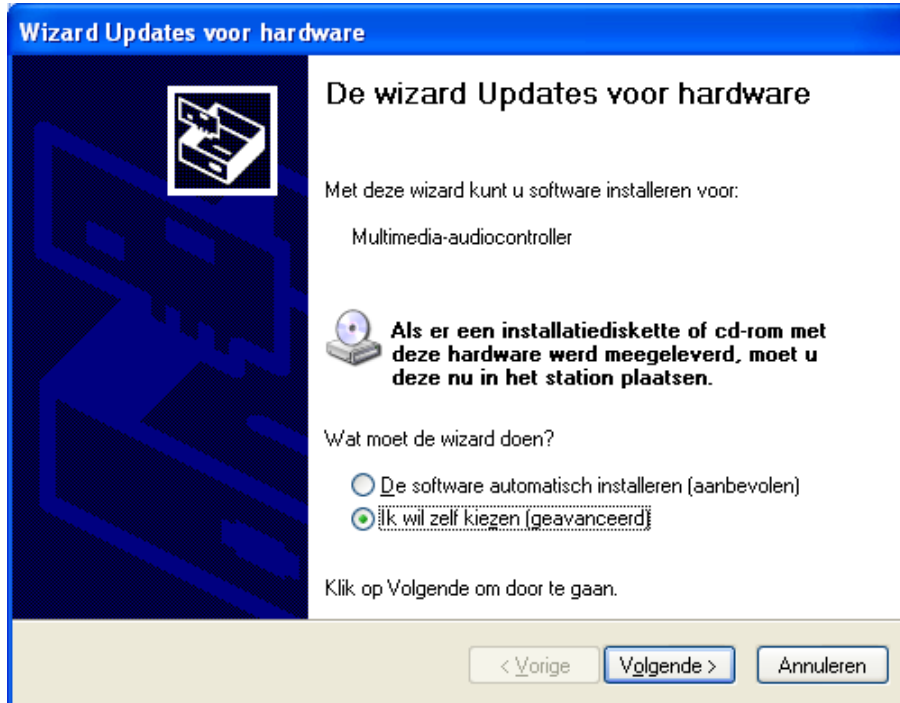 Wizard Updates voor hardware
De wizard Updates voor hardware
Met deze wizard kunt u software installeren voor:
Multimedia-audiocontroller
Als er een installatiediskette of cd-rom met
deze hardware werd meegeleverd, moet u
deze nu in het station plaatsen.
Wat moet de wizard doen?
De software automatisch installeren (aanbevolen)
Ik wil zelf kiezen (geavanceerd)
Klik op Volgende om door te gaan.
< Vorige
Volgende >
Annuleren